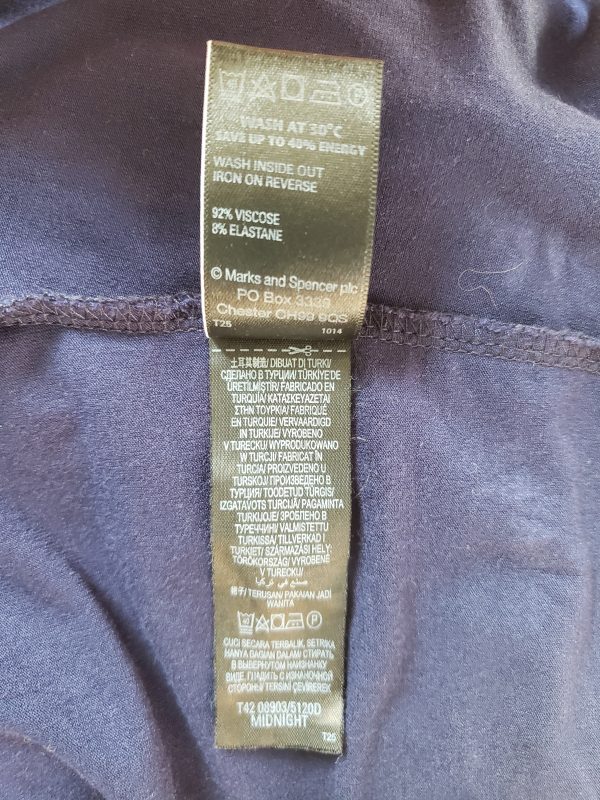 WASH AT 30°C
SAVE UP TO 40% ENERGY
WASH INSIDE OUT
IRON ON REVERSE
92% VISCOSE
8% ELASTANE
© Marks and Spencer plc
PO Box 3339
Chester CH99 9QS
T25 1014
土耳其制造/ DIBUAT DI TURKI/
СДЕЛАНО В ТУРЦИИ/ TÜRKİYE'DE
ÜRETİLMİŞTİR/ FABRICADO EN
TURQUÍA/ ΚΑΤΑΣΚΕΥΑΖΕΤΑΙ
ΣΤΗΝ ΤΟΥΡΚΙΑ/ FABRIQUÉ
EN TURQUIE/ VERVAARDIGD
IN TURKIJE/ VYROBENO
V TURECKU/ WYPRODUKOWANO
W TURCJI/ FABRICAT ÎN
TURCIA/ PROIZVEDENO U
TURSKOJ/ ПРОИЗВЕДЕНО В
ТУРЦИЯ/ TOODETUD TÜRGIS/
IZGATAVOTS TURCIJĀ/ PAGAMINTA
TURKIJOJE/ ЗРОБЛЕНО В
ТУРЕЧЧИНІ/ VALMISTETTU
TURKISSA/ TILLVERKAD I
TURKIET/ SZÁRMAZÁSI HELY:
TÖRÖKORSZÁG/ VYROBENÉ
V TURECKU/
صنع في تركيا
裙子/ TERUSAN/ PAKAIAN JADI
WANITA
40 P
CUCI SECARA TERBALIK, SETRIKA
HANYA BAGIAN DALAM/ СТИРАТЬ
В ВЫВЕРНУТОМ НАИЗНАНКУ
ВИДЕ. ГЛАДИТЬ С ИЗНАНОЧНОЙ
СТОРОНЫ/ TERSİNİ ÇEVİREREK
T42 08903/5120D
MIDNIGHT
T25